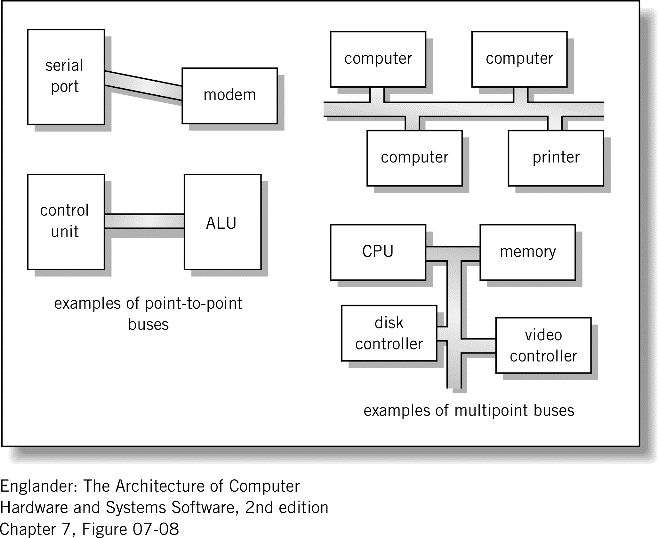 serial
port
modem
control
unit
ALU
examples of point-to-point
buses
computer
computer
computer
printer
CPU
memory
disk
controller
video
controller
examples of multipoint buses
Englander: The Architecture of Computer
Hardware and Systems Software, 2nd edition
Chapter 7, Figure 07-08